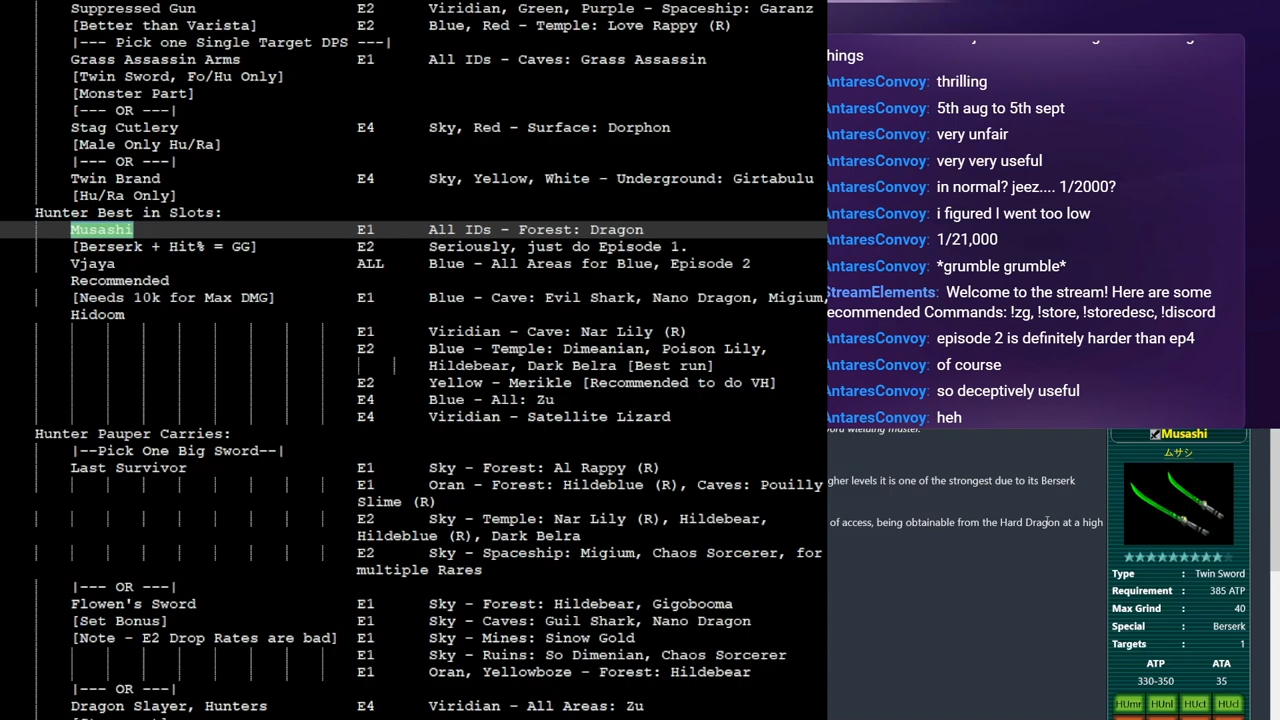 Suppressed Gun E2 Viridian, Green, Purple - Spaceship: Garanz
[Better than Varista] E2 Blue, Red - Temple: Love Rappy (R)
|--- Pick one Single Target DPS ---|
Grass Assassin Arms E1 All IDs - Caves: Grass Assassin
[Twin Sword, Fo/Hu Only]
[Monster Part]
[--- OR ---|
Stag Cutlery E4 Sky, Red - Surface: Dorphon
[Male Only Hu/Ra]
|--- OR ---|
Twin Brand E4 Sky, Yellow, White - Underground: Girtabulu
[Hu/Ra Only]
Hunter Best in Slots:
Musashi E1 All IDs - Forest: Dragon
[Berserk + Hit% = GG] E2 Seriously, just do Episode 1.
Vjaya ALL Blue - All Areas for Blue, Episode 2
Recommended
[Needs 10k for Max DMG] E1 Blue - Cave: Evil Shark, Nano Dragon, Migium,
Hidoom
E1 Viridian - Cave: Nar Lily (R)
E2 Blue - Temple: Dimeanian, Poison Lily,
Hildebear, Dark Belra [Best run]
E2 Yellow - Merikle [Recommended to do VH]
E4 Blue - All: Zu
E4 Viridian - Satellite Lizard
Hunter Pauper Carries:
|--Pick One Big Sword--|
Last Survivor E1 Sky - Forest: Al Rappy (R)
E1 Oran - Forest: Hildeblue (R), Caves: Pouilly
Slime (R)
E2 Sky - Temple: Nar Lily (R), Hildebear,
Hildeblue (R), Dark Belra
E2 Sky - Spaceship: Migium, Chaos Sorcerer, for
multiple Rares
|--- OR ---|
Flowen's Sword E1 Sky - Forest: Hildebear, Gigobooma
[Set Bonus] E1 Sky - Caves: Guil Shark, Nano Dragon
[Note - E2 Drop Rates are bad] E1 Sky - Mines: Sinow Gold
E1 Sky - Ruins: So Dimenian, Chaos Sorcerer
E1 Oran, Yellowboze - Forest: Hildebear
|--- OR ---|
Dragon Slayer, Hunters E4 Viridian - All Areas: Zu
things
AntaresConvoy: thrilling
AntaresConvoy: 5th aug to 5th sept
AntaresConvoy: very unfair
AntaresConvoy: very very useful
AntaresConvoy: in normal? jeez.... 1/2000?
AntaresConvoy: i figured I went too low
AntaresConvoy: 1/21,000
AntaresConvoy: *grumble grumble*
StreamElements: Welcome to the stream! Here are some
ecommended Commands: !zg, !store, !storedesc, !discord
AntaresConvoy: episode 2 is definitely harder than ep4
AntaresConvoy: of course
AntaresConvoy: so deceptively useful
AntaresConvoy: heh
wielding master.
gher levels it is one of the strongest due to its Berserk
of access, being obtainable from the Hard Dragon at a high
Musashi
ムサシ
Type : Twin Sword
Requirement : 385 ATP
Max Grind : 40
Special : Berserk
Targets : 1
ATP ATA
330-350 35
HUmr HUnl HUct HUcl